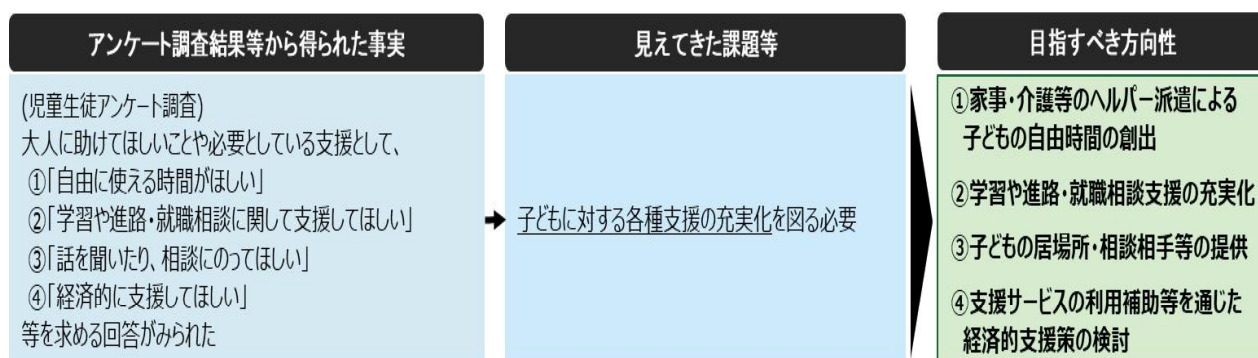 アンケート調査結果等から得られた事実
(児童生徒アンケート調査)
大人に助けてほしいことや必要としている支援として、
①「自由に使える時間がほしい」
②「学習や進路・就職相談に関して支援してほしい」
③「話を聞いたり、相談にのってほしい」
④「経済的に支援してほしい」
等を求める回答がみられた
見えてきた課題等
子どもに対する各種支援の充実化を図る必要
目指すべき方向性
①家事・介護等のヘルパー派遣による
子どもの自由時間の創出
②学習や進路・就職相談支援の充実化
③子どもの居場所・相談相手等の提供
④支援サービスの利用補助等を通じた
経済的支援策の検討